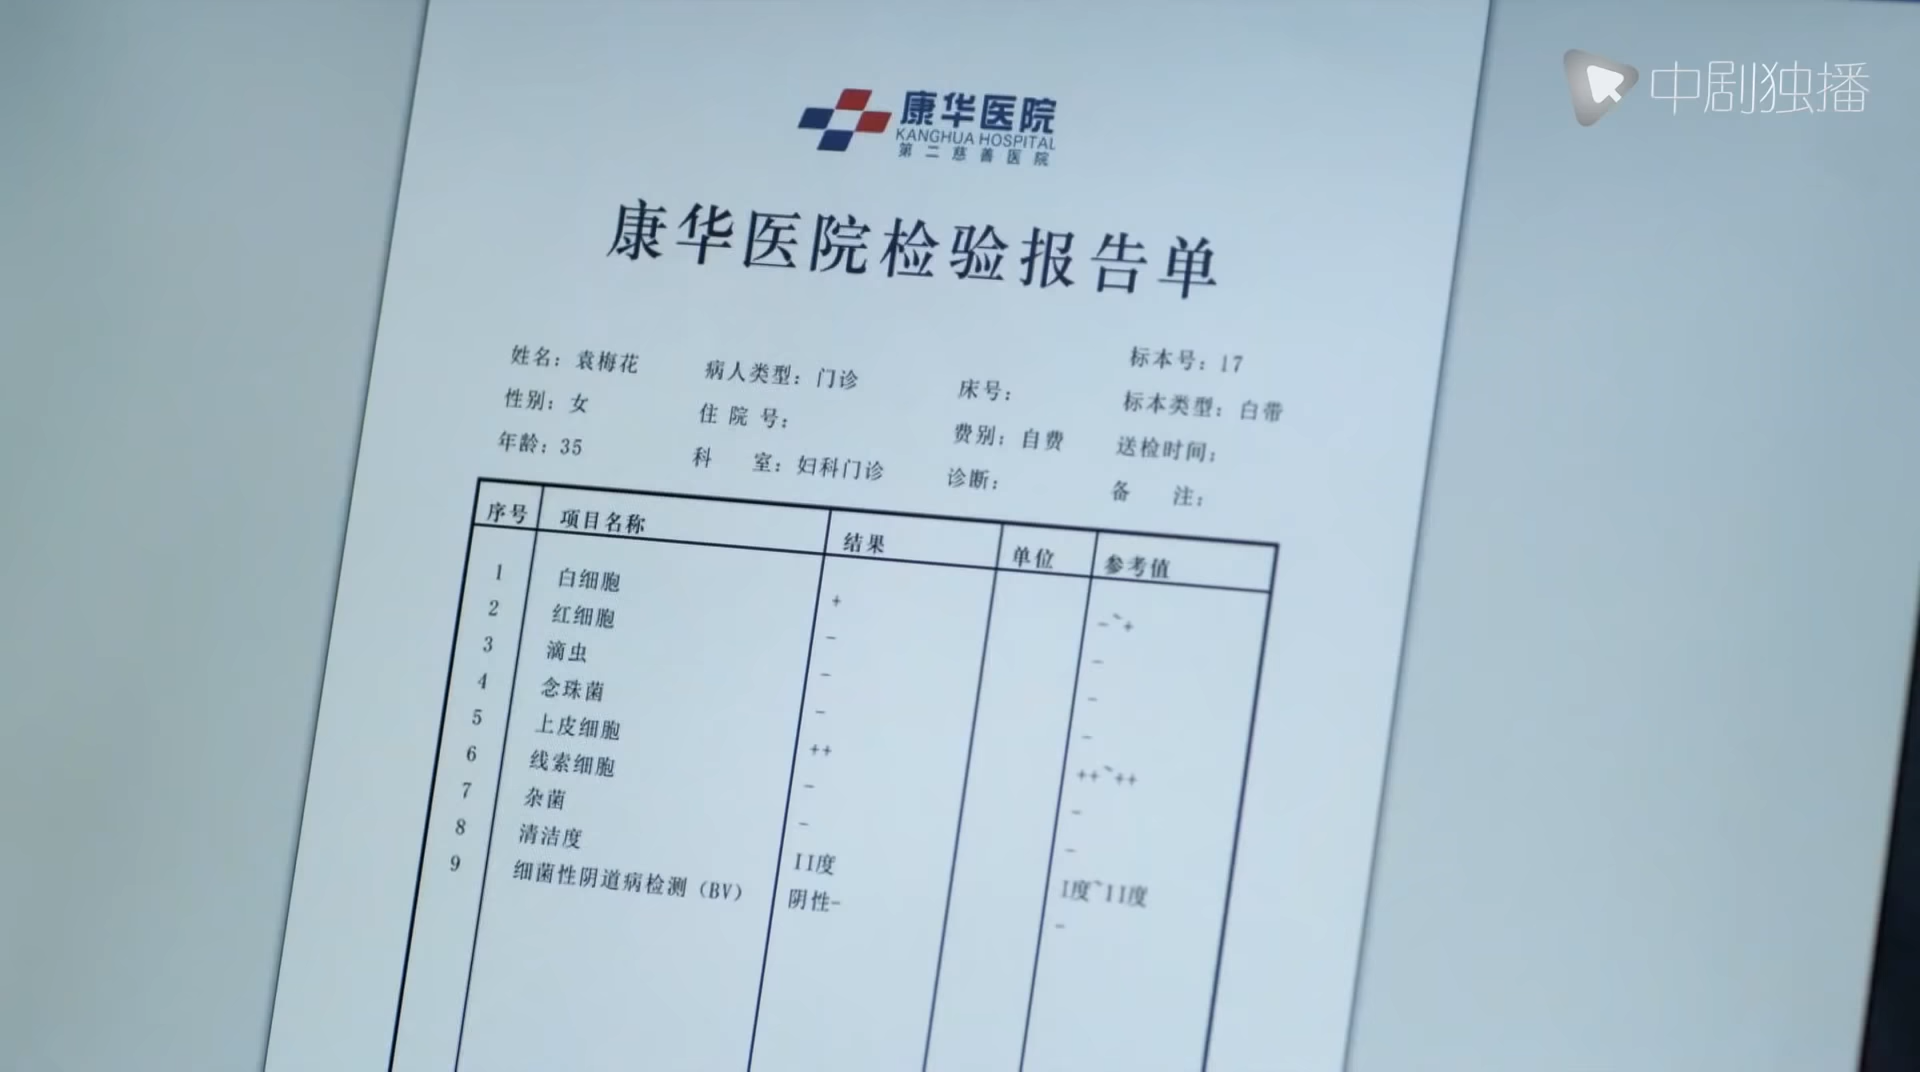 中剧独播
康华医院
KANGHUA HOSPITAL
第二慈善医院
康华医院检验报告单
姓名：袁梅花 病人类型：门诊 床号： 标本号：17
性别：女 住院号： 费别：自费 标本类型：白带
年龄：35 科 室：妇科门诊 诊断： 送检时间：
备 注：
序号 项目名称 结果 单位 参考值
1 白细胞 + -~+
2 红细胞 - -
3 滴虫 - -
4 念珠菌 - -
5 上皮细胞 ++ ++~++
6 线索细胞 - -
7 杂菌 - -
8 清洁度 II度 I度~II度
9 细菌性阴道病检测（BV） 阴性- -